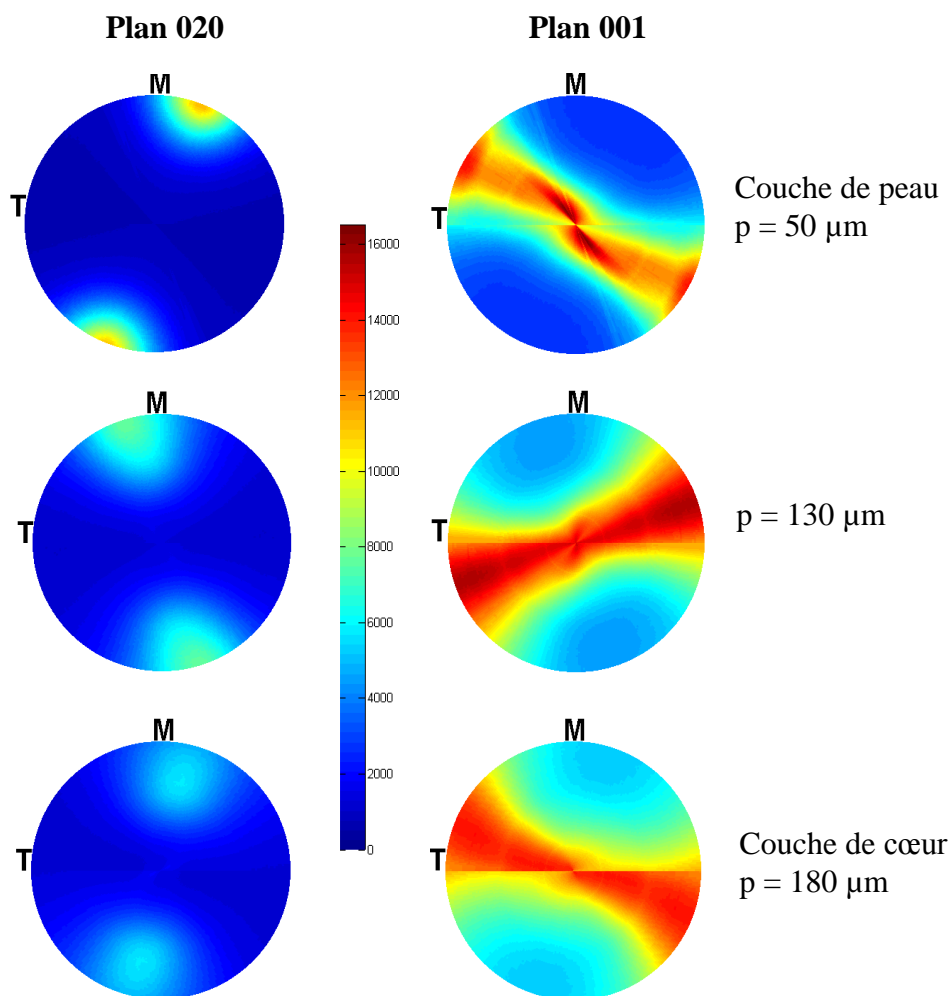 Plan 020
Plan 001
M
M
T
T
Couche de peau
p = 50 µm
16000
14000
12000
10000
8000
6000
4000
2000
0
M
M
T
T
p = 130 µm
M
M
T
T
Couche de cœur
p = 180 µm